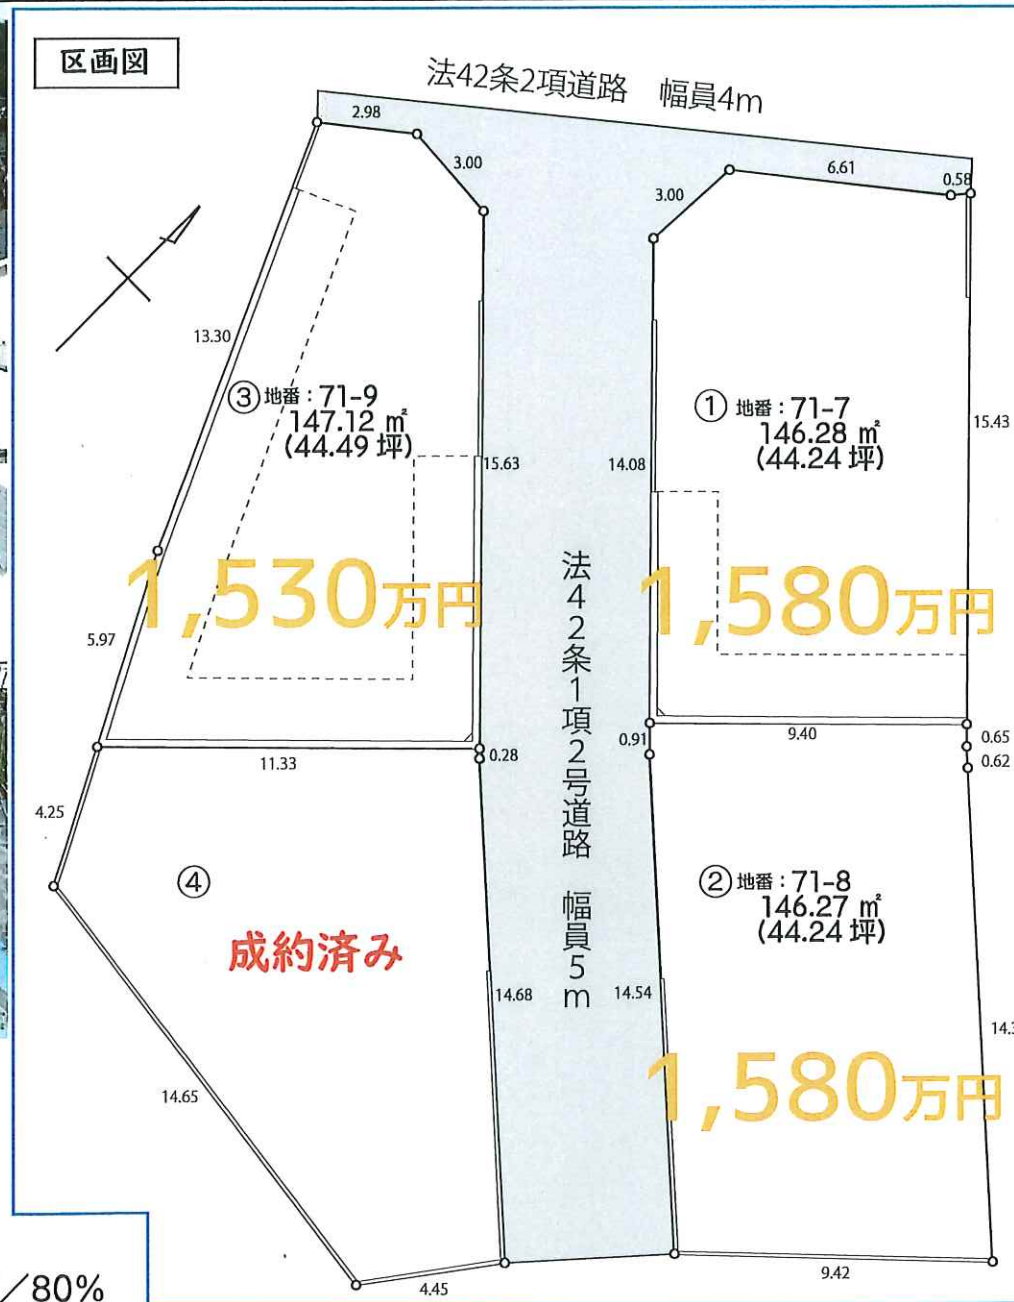 区画図
法42条2項道路　幅員4m
2.98
3.00
3.00
6.61
0.58
13.30
③ 地番：71-9
147.12 ㎡
(44.49 坪)
① 地番：71-7
146.28 ㎡
(44.24 坪)
15.43
15.63
14.08
法42条1項2号道路　幅員5m
1,530万円
1,580万円
5.97
11.33
0.28
0.91
9.40
0.65
0.62
4.25
④
成約済み
② 地番：71-8
146.27 ㎡
(44.24 坪)
14.68
14.54
1,580万円
14.65
4.45
9.42
／80%